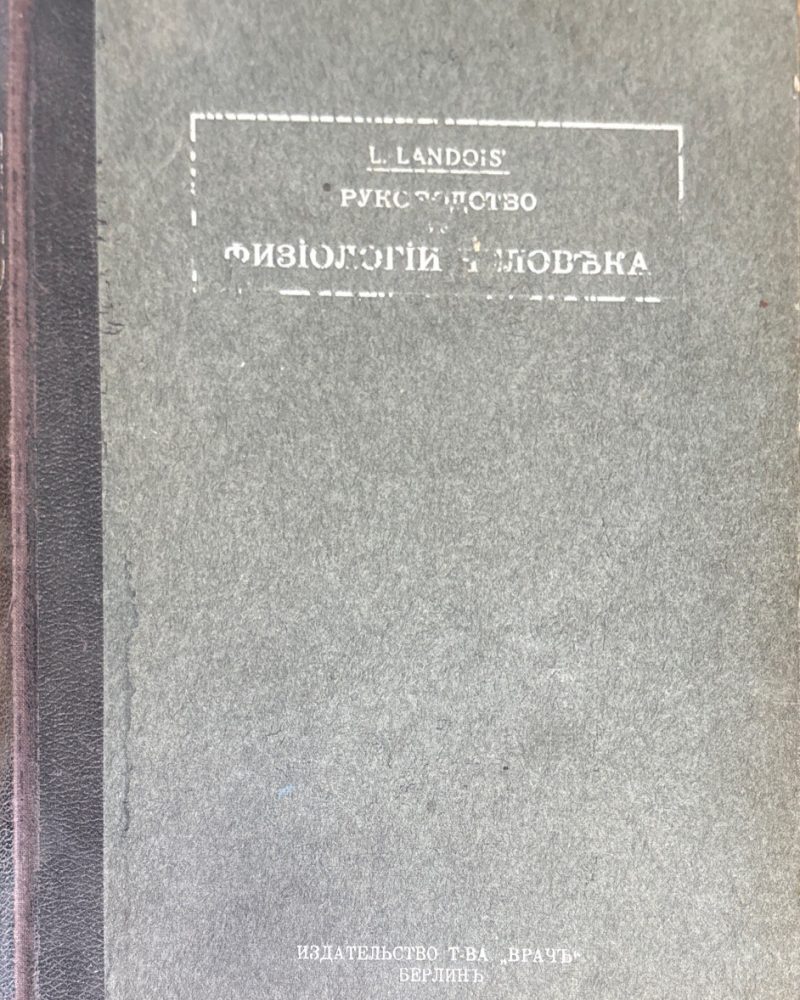 L. LANDOIS'
РУКОВОДСТВО
ФИЗІОЛОГІИ ЧЕЛОВѢКА
ИЗДАТЕЛЬСТВО Т-ВА „ВРАЧЪ"
БЕРЛИНЪ